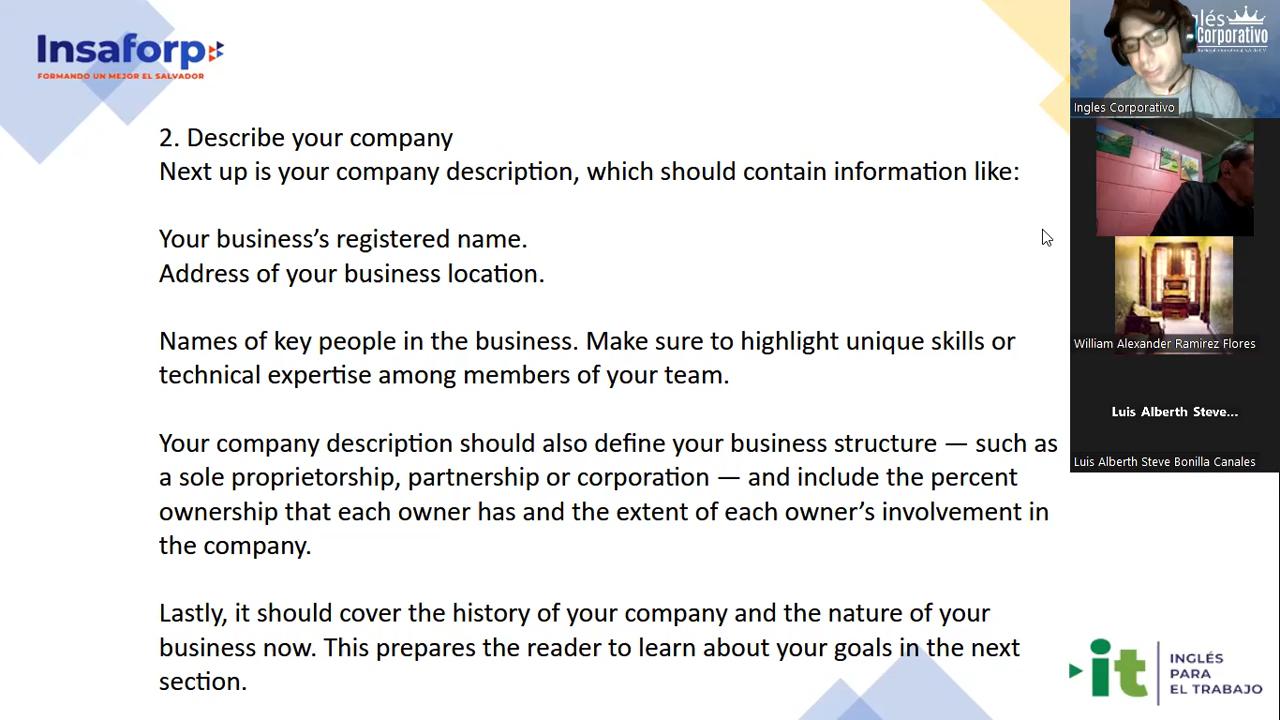 Insaforp
FORMANDO UN MEJOR EL SALVADOR
2. Describe your company
Next up is your company description, which should contain information like:
Your business’s registered name.
Address of your business location.
Names of key people in the business. Make sure to highlight unique skills or
technical expertise among members of your team.
Your company description should also define your business structure — such as
a sole proprietorship, partnership or corporation — and include the percent
ownership that each owner has and the extent of each owner’s involvement in
the company.
Lastly, it should cover the history of your company and the nature of your
business now. This prepares the reader to learn about your goals in the next
section.
glés
Corporativo
Ingles Corporativo
William Alexander Ramirez Flores
Luis Alberth Steve...
Luis Alberth Steve Bonilla Canales
it
INGLÉS
PARA
EL TRABAJO